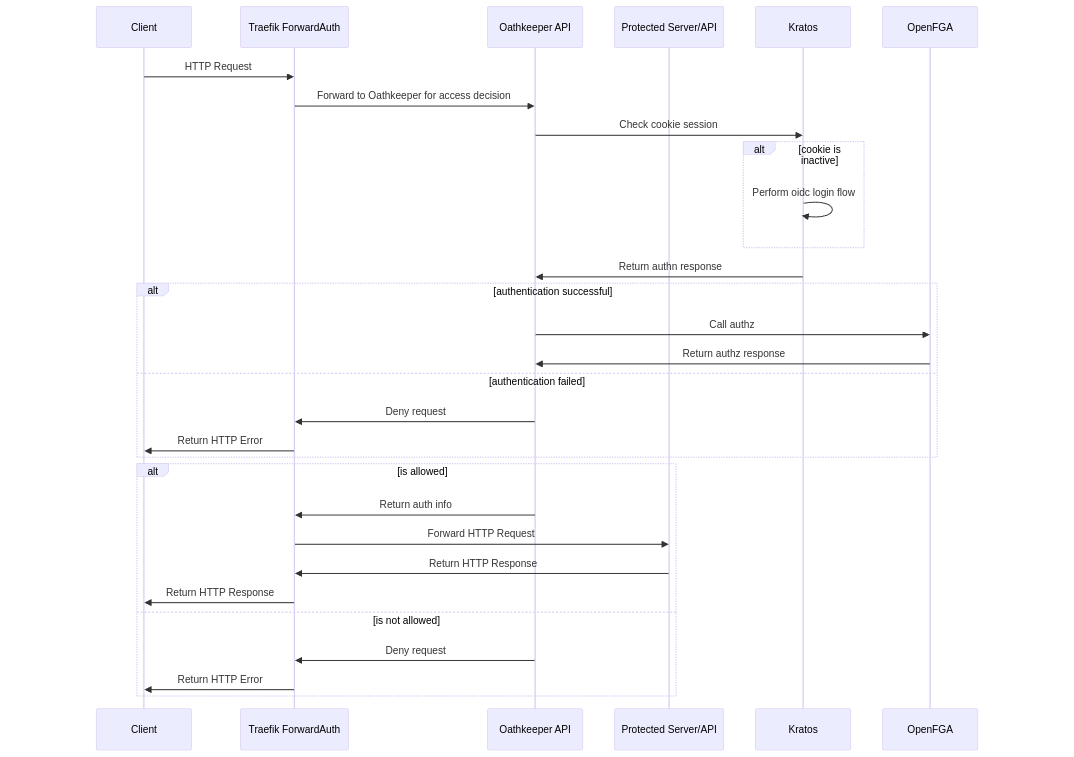 Client
Traefik ForwardAuth
Oathkeeper API
Protected Server/API
Kratos
OpenFGA
HTTP Request
Forward to Oathkeeper for access decision
Check cookie session
alt
[cookie is
inactive]
Perform oidc login flow
Return authn response
alt
[authentication successful]
Call authz
Return authz response
[authentication failed]
Deny request
Return HTTP Error
alt
[is allowed]
Return auth info
Forward HTTP Request
Return HTTP Response
Return HTTP Response
[is not allowed]
Deny request
Return HTTP Error
Client
Traefik ForwardAuth
Oathkeeper API
Protected Server/API
Kratos
OpenFGA